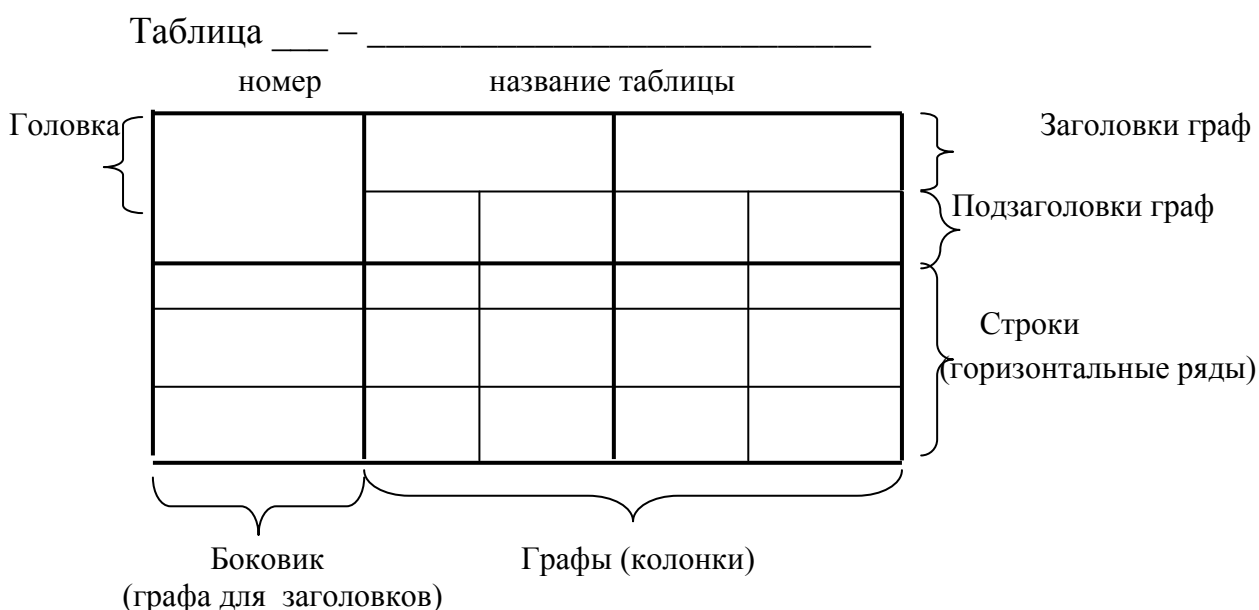 Таблица ___ – ___________________________
номер название таблицы
Головка
Заголовки граф
Подзаголовки граф
Строки
(горизонтальные ряды)
Боковик
(графа для заголовков)
Графы (колонки)